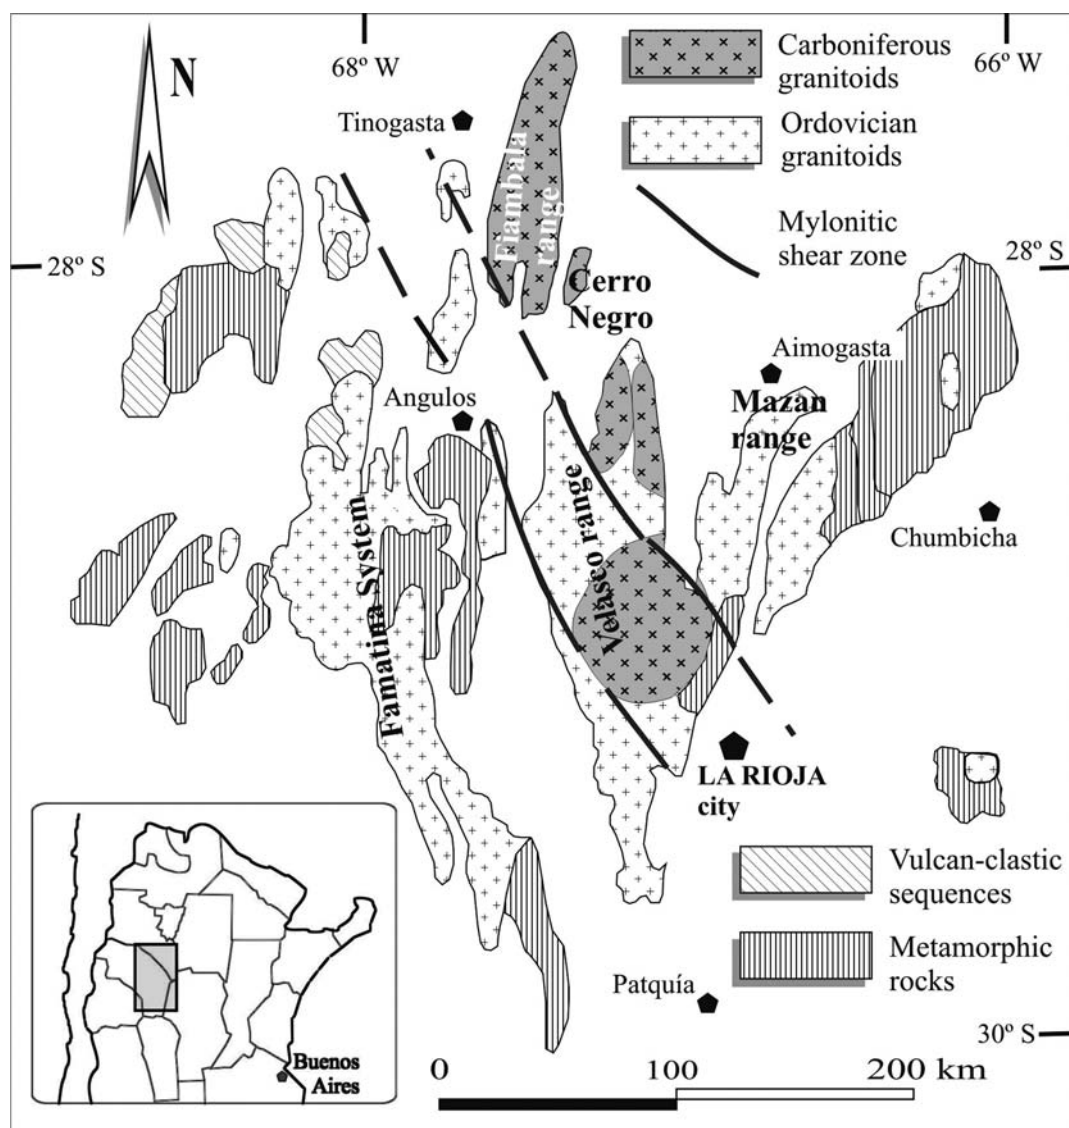 68º W
66º W
N
Carboniferous
granitoids
Tinogasta
Ordovician
granitoids
Fiambala
range
Mylonitic
shear zone
28º S
28º S
Cerro
Negro
Aimogasta
Angulos
Mazan
range
Velasco range
Famatina System
Chumbicha
LA RIOJA
city
Vulcan-clastic
sequences
Metamorphic
rocks
Patquía
30º S
Buenos
Aires
0
100
200 km